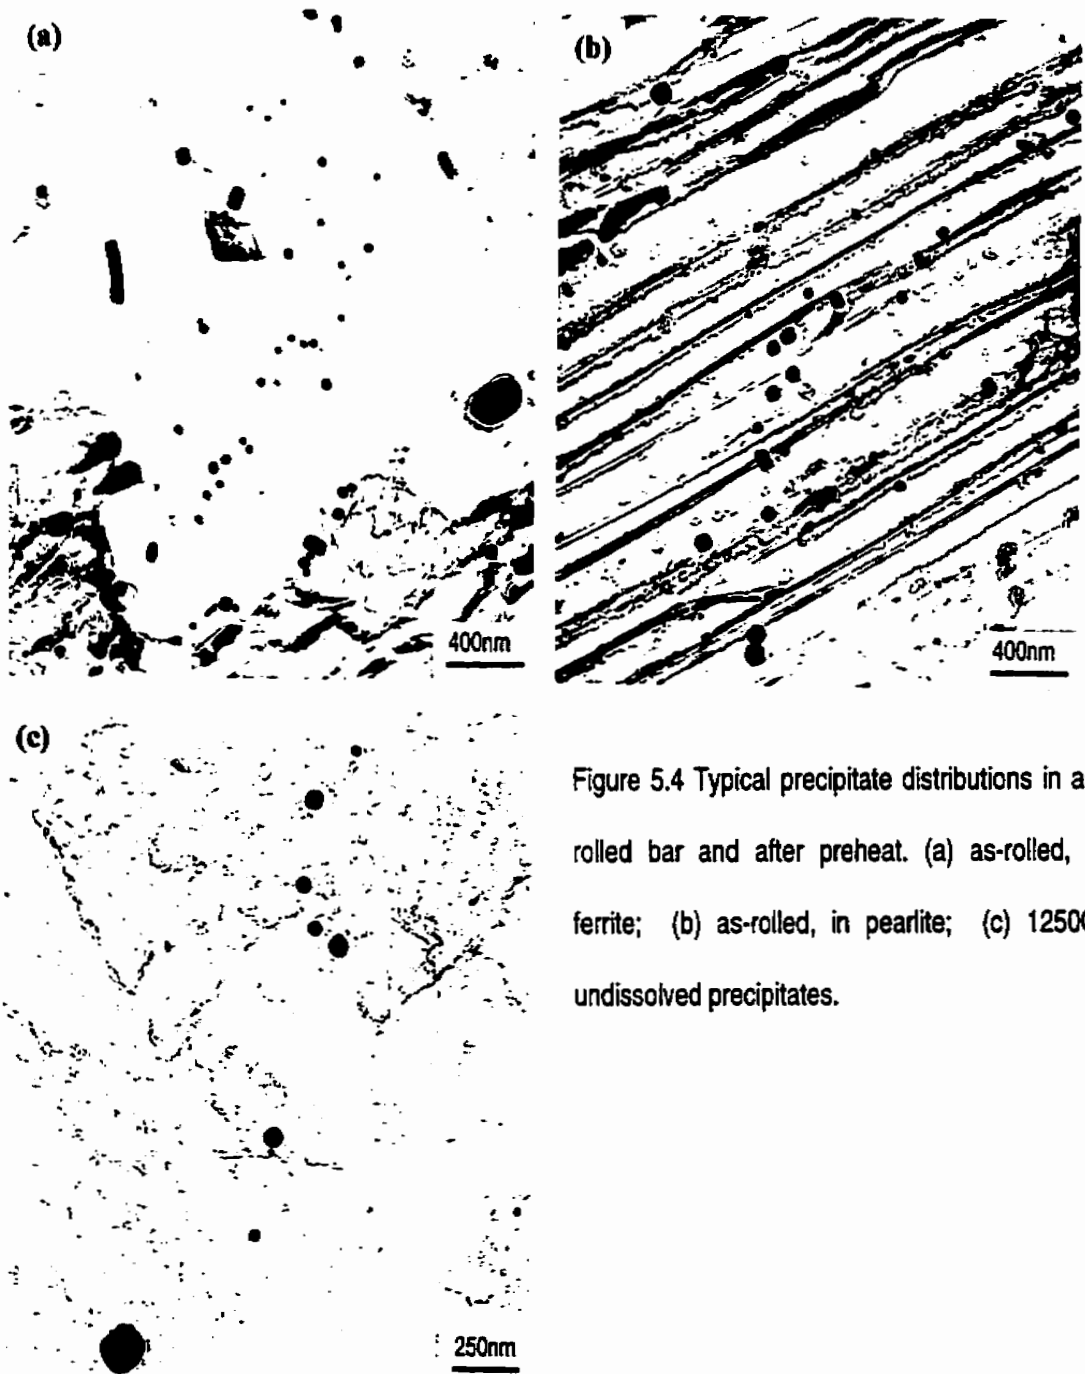 (a)
(b)
400nm
400nm
(c)
Figure 5.4 Typical precipitate distributions in a
rolled bar and after preheat. (a) as-rolled,
ferrite; (b) as-rolled, in pearlite; (c) 1250
undissolved precipitates.
250nm